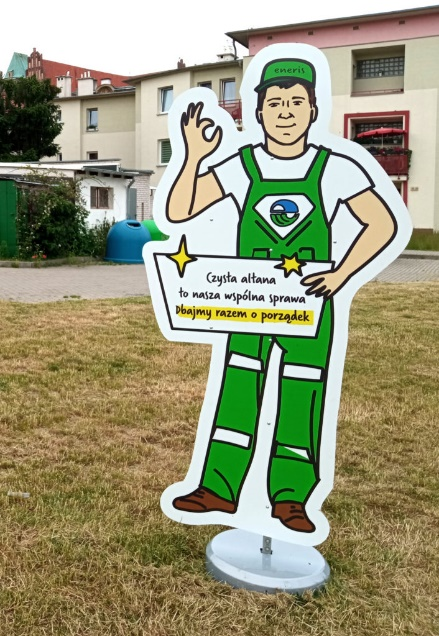 eneris
Czysta altana
to nasza wspólna sprawa
Dbajmy razem o porządek